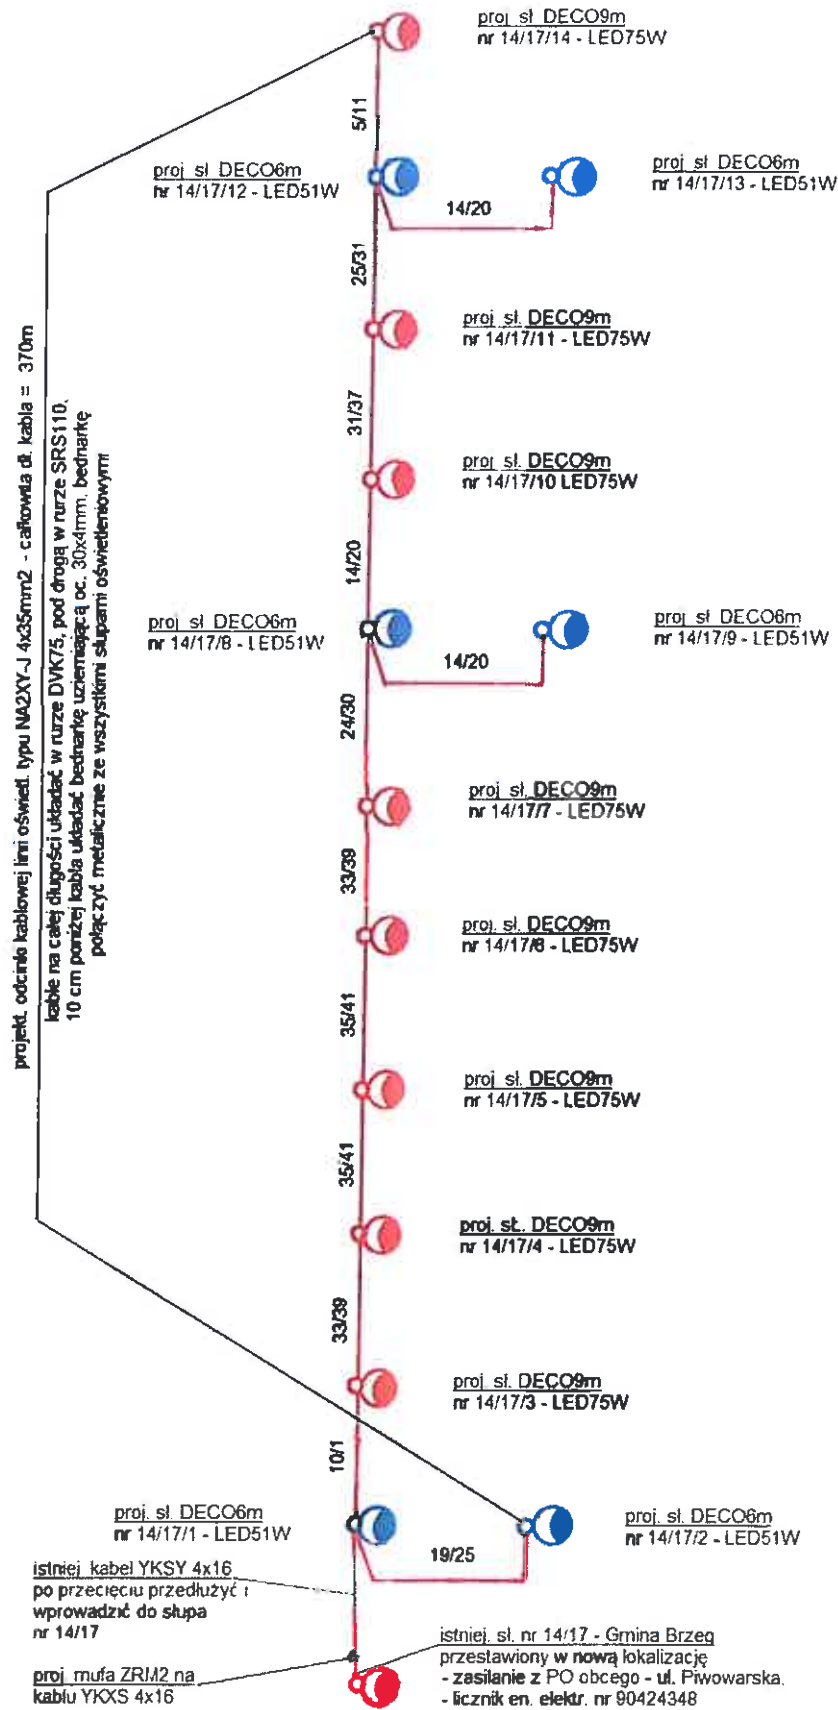 proj. sł. DECO9m
nr 14/17/14 - LED75W
5/11
proj. sł. DECO6m
nr 14/17/12 - LED51W
proj. sł. DECO6m
nr 14/17/13 - LED51W
14/20
25/31
proj. sł. DECO9m
nr 14/17/11 - LED75W
31/37
proj. sł. DECO9m
nr 14/17/10 LED75W
14/20
proj. sł. DECO6m
nr 14/17/8 - LED51W
proj. sł. DECO6m
nr 14/17/9 - LED51W
14/20
24/30
proj. sł. DECO9m
nr 14/17/7 - LED75W
33/39
proj. sł. DECO9m
nr 14/17/6 - LED75W
35/41
proj. sł. DECO9m
nr 14/17/5 - LED75W
35/41
proj. sŁ. DECO9m
nr 14/17/4 - LED75W
33/39
proj. sł. DECO9m
nr 14/17/3 - LED75W
10/1
proj. sł. DECO6m
nr 14/17/1 - LED51W
proj. sł. DECO6m
nr 14/17/2 - LED51W
19/25
projekt. odcinki kablowej linii oświetl. typu NA2XY-J 4x35mm2 - całkowita dł. kabla = 370m
kable na całej długości układać w rurze DVK75, pod drogą w rurze SRS110.
10 cm poniżej kabla układać bednarkę uziemiającą oc. 30x4mm, bednarkę
połączyć metalicznie ze wszystkimi słupami oświetleniowymi
istniej. kabel YKSY 4x16
po przecięciu przedłużyć i
wprowadzić do słupa
nr 14/17
proj. mufa ZRM2 na
kablu YKXS 4x16
istniej. sł. nr 14/17 - Gmina Brzeg
przestawiony w nową lokalizację
- zasilanie z PO obcego - ul. Piwowarska.
- licznik en. elektr. nr 90424348